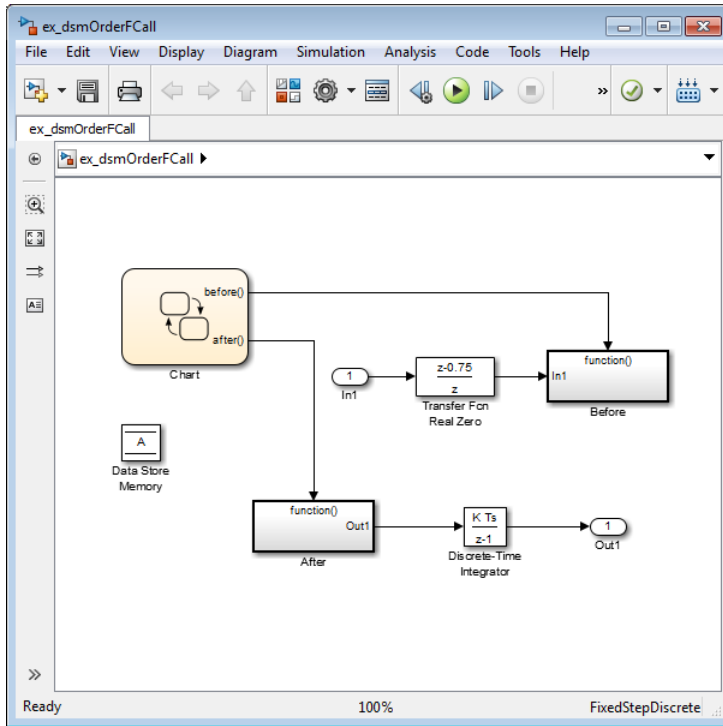 ex_dsmOrderFCall
File Edit View Display Diagram Simulation Analysis Code Tools Help
»
ex_dsmOrderFCall
ex_dsmOrderFCall
before()
after()
Chart
1
In1
z-0.75
z
Transfer Fcn
Real Zero
function()
In1
Before
A
Data Store
Memory
function()
Out1
After
K Ts
z-1
Discrete-Time
Integrator
1
Out1
A
»
Ready 100% FixedStepDiscrete